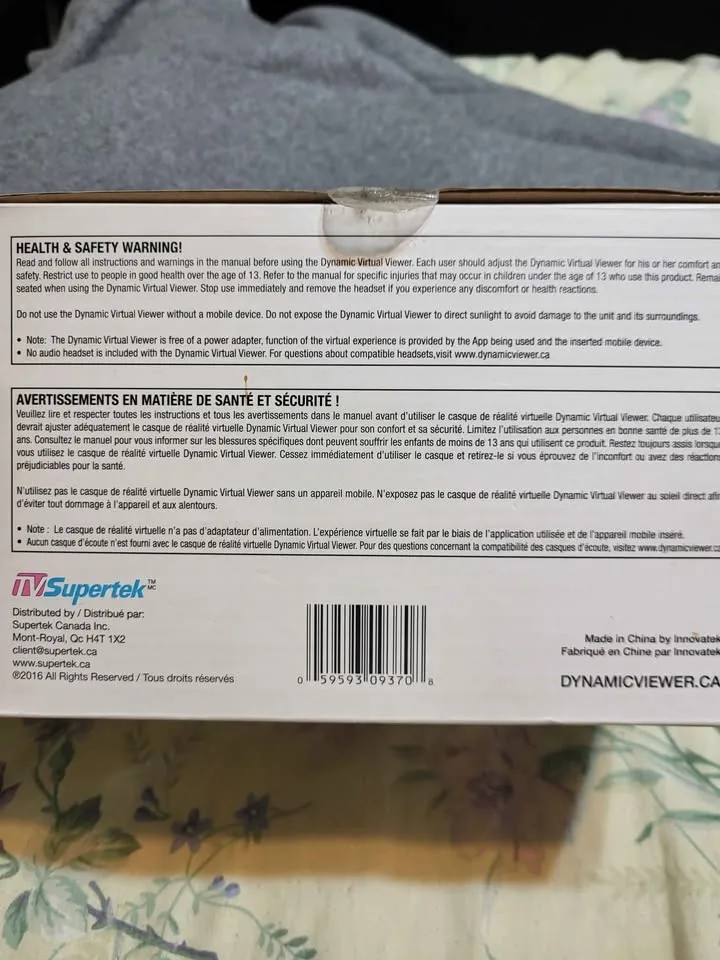 HEALTH & SAFETY WARNING!
Read and follow all instructions and warnings in the manual before using the Dynamic Virtual Viewer. Each user should adjust the Dynamic Virtual Viewer for his or her comfort an
safety. Restrict use to people in good health over the age of 13. Refer to the manual for specific injuries that may occur in children under the age of 13 who use this product. Remai
seated when using the Dynamic Virtual Viewer. Stop use immediately and remove the headset if you experience any discomfort or health reactions.
Do not use the Dynamic Virtual Viewer without a mobile device. Do not expose the Dynamic Virtual Viewer to direct sunlight to avoid damage to the unit and its surroundings.
• Note: The Dynamic Virtual Viewer is free of a power adapter, function of the virtual experience is provided by the App being used and the inserted mobile device.
• No audio headset is included with the Dynamic Virtual Viewer. For questions about compatible headsets,visit www.dynamicviewer.ca
AVERTISSEMENTS EN MATIÈRE DE SANTÉ ET SÉCURITÉ !
Veuillez lire et respecter toutes les instructions et tous les avertissements dans le manuel avant d'utiliser le casque de réalité virtuelle Dynamic Virtual Viewer. Chaque utilisateu
devrait ajuster adéquatement le casque de réalité virtuelle Dynamic Virtual Viewer pour son confort et sa sécurité. Limitez l'utilisation aux personnes en bonne santé de plus de 1
ans. Consultez le manuel pour vous informer sur les blessures spécifiques dont peuvent souffrir les enfants de moins de 13 ans qui utilisent ce produit. Restez toujours assis lorsqu
vous utilisez le casque de réalité virtuelle Dynamic Virtual Viewer. Cessez immédiatement d'utiliser le casque et retirez-le si vous éprouvez de l'inconfort ou avez des réaction
préjudiciables pour la santé.
N'utilisez pas le casque de réalité virtuelle Dynamic Virtual Viewer sans un appareil mobile. N'exposez pas le casque de réalité virtuelle Dynamic Virtual Viewer au soleil direct afin
d'éviter tout dommage à l'appareil et aux alentours.
• Note : Le casque de réalité virtuelle n'a pas d'adaptateur d'alimentation. L'expérience virtuelle se fait par le biais de l'application utilisée et de l'appareil mobile inséré.
• Aucun casque d'écoute n'est fourni avec le casque de réalité virtuelle Dynamic Virtual Viewer. Pour des questions concernant la compatibilité des casques d'écoute, visitez www.dynamicviewer.ca
Supertek TM MC
Distributed by / Distribué par:
Supertek Canada Inc.
Mont-Royal, Qc H4T 1X2
client@supertek.ca
www.supertek.ca
®2016 All Rights Reserved / Tous droits réservés
0 59593 09370 8
Made in China by Innovatek
Fabriqué en Chine par Innovatek
DYNAMICVIEWER.CA